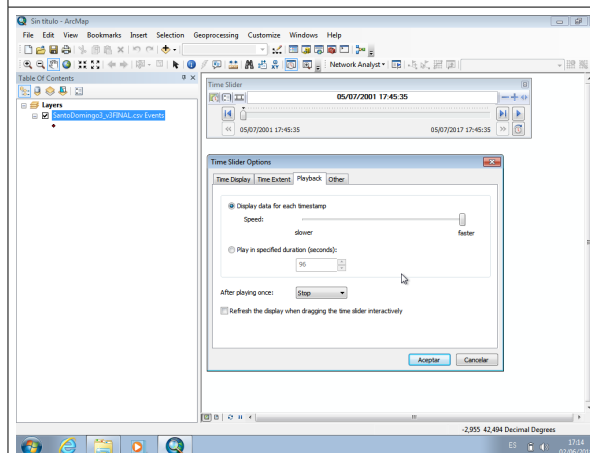 Sin título - ArcMap
File Edit View Bookmarks Insert Selection Geoprocessing Customize Windows Help
Network Analyst
Table Of Contents
Layers
SantoDomingo3_v3FINAL.csv Events
Time Slider
05/07/2001 17:45:35
05/07/2001 17:45:35 05/07/2017 17:45:35
Time Slider Options
Time Display Time Extent Playback Other
Display data for each timestamp
Speed:
slower faster
Play in specified duration (seconds):
96
After playing once: Stop
Refresh the display when dragging the time slider interactively
Aceptar Cancelar
-2,955 42,494 Decimal Degrees
ES 17:14